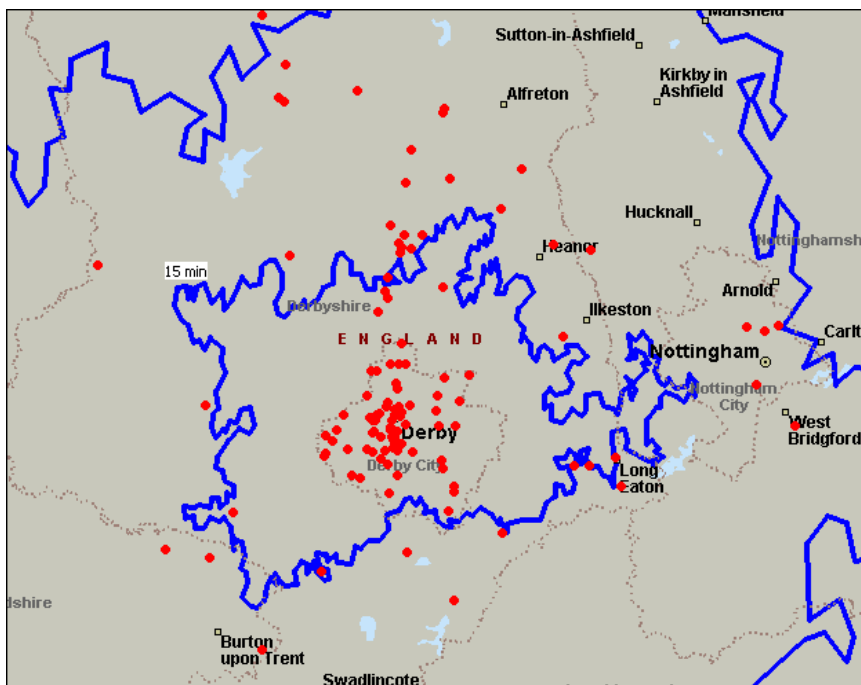 Mansfield
Sutton-in-Ashfield
Kirkby in
Ashfield
Alfreton
Hucknall
Nottinghamsh
Heanor
15 min
Arnold
Derbyshire
Ilkeston
ENGLAND
Carlt
Nottingham
Nottingham
City
West
Bridgford
Derby
Derby City
Long
Eaton
dshire
Burton
upon Trent
Swadlincote